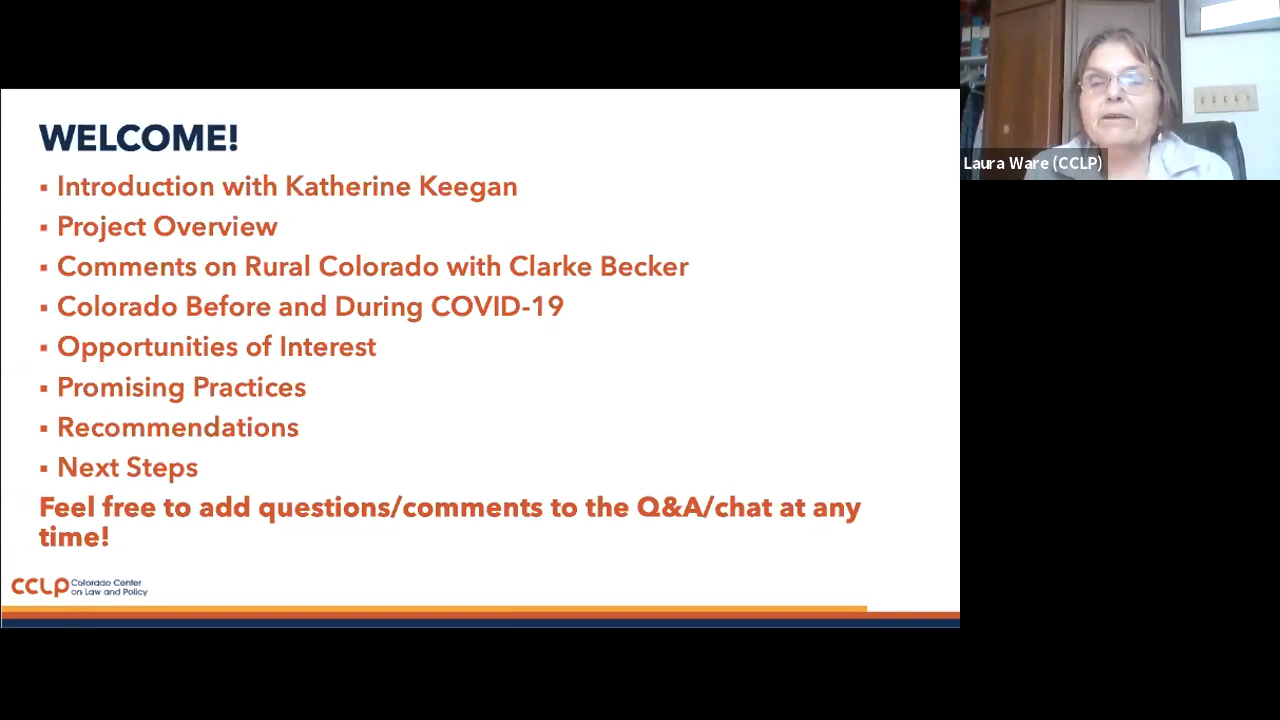 WELCOME!
▪ Introduction with Katherine Keegan
▪ Project Overview
▪ Comments on Rural Colorado with Clarke Becker
▪ Colorado Before and During COVID-19
▪ Opportunities of Interest
▪ Promising Practices
▪ Recommendations
▪ Next Steps
Feel free to add questions/comments to the Q&A/chat at any
time!
CCLP Colorado Center
on Law and Policy
Laura Ware (CCLP)